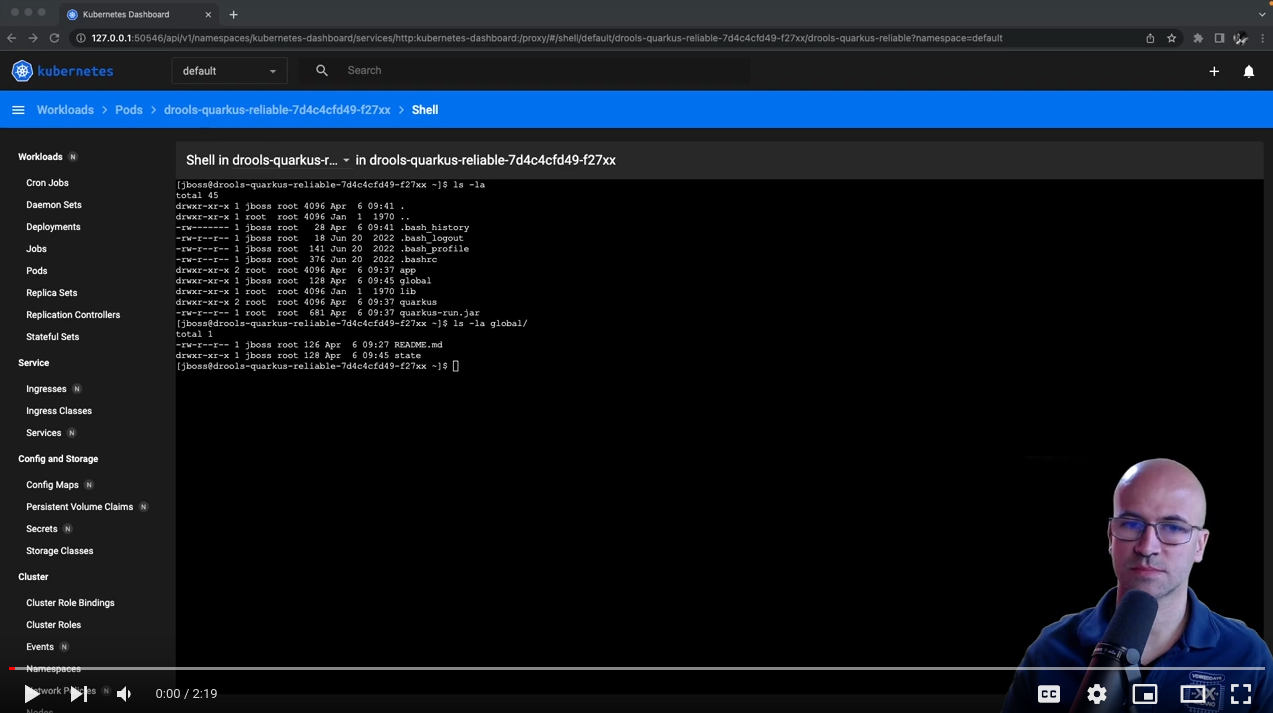 Kubernetes Dashboard
127.0.0.1:50546/api/v1/namespaces/kubernetes-dashboard/services/http:kubernetes-dashboard:/proxy/#/shell/default/drools-quarkus-reliable-7d4c4cfd49-f27xx/drools-quarkus-reliable?namespace=default
kubernetes default Search
Workloads > Pods > drools-quarkus-reliable-7d4c4cfd49-f27xx > Shell
Workloads N
Cron Jobs
Daemon Sets
Deployments
Jobs
Pods
Replica Sets
Replication Controllers
Stateful Sets
Service
Ingresses N
Ingress Classes
Services N
Config and Storage
Config Maps N
Persistent Volume Claims N
Secrets N
Storage Classes
Cluster
Cluster Role Bindings
Cluster Roles
Events N
Namespaces
Network Policies N
Nodes
Shell in drools-quarkus-r... in drools-quarkus-reliable-7d4c4cfd49-f27xx
[jboss@drools-quarkus-reliable-7d4c4cfd49-f27xx ~]$ ls -la
total 45
drwxr-xr-x 1 jboss root 4096 Apr  6 09:41 .
drwxr-xr-x 1 root  root 4096 Jan  1  1970 ..
-rw------- 1 jboss root   28 Apr  6 09:41 .bash_history
-rw-r--r-- 1 jboss root   18 Jun 20  2022 .bash_logout
-rw-r--r-- 1 jboss root  141 Jun 20  2022 .bash_profile
-rw-r--r-- 1 jboss root  376 Jun 20  2022 .bashrc
drwxr-xr-x 2 root  root 4096 Apr  6 09:37 app
drwxr-xr-x 1 jboss root  128 Apr  6 09:45 global
drwxr-xr-x 1 root  root 4096 Jan  1  1970 lib
drwxr-xr-x 2 root  root 4096 Apr  6 09:37 quarkus
-rw-r--r-- 1 root  root  681 Apr  6 09:37 quarkus-run.jar
[jboss@drools-quarkus-reliable-7d4c4cfd49-f27xx ~]$ ls -la global/
total 1
-rw-r--r-- 1 jboss root 126 Apr  6 09:27 README.md
drwxr-xr-x 1 jboss root 128 Apr  6 09:45 state
[jboss@drools-quarkus-reliable-7d4c4cfd49-f27xx ~]$
0:00 / 2:19
CC